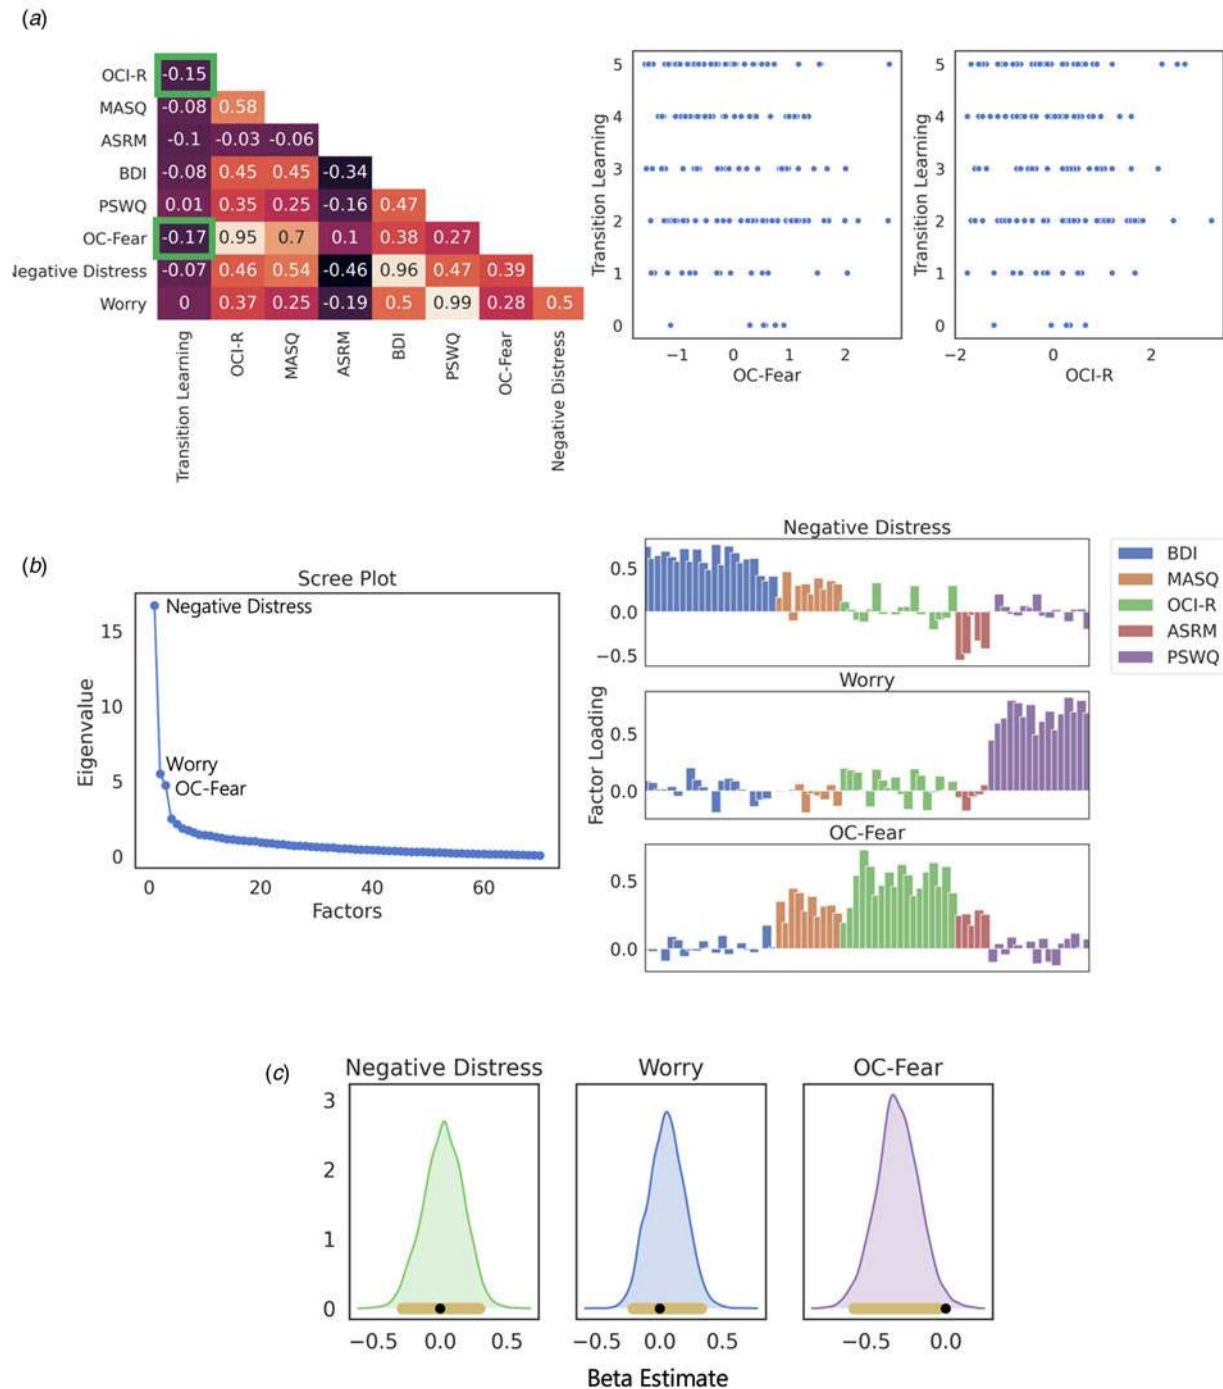 (a)
OCI-R -0.15
MASQ -0.08 0.58
ASRM -0.1 -0.03 -0.06
BDI -0.08 0.45 0.45 -0.34
PSWQ 0.01 0.35 0.25 -0.16 0.47
OC-Fear -0.17 0.95 0.7 0.1 0.38 0.27
Negative Distress -0.07 0.46 0.54 -0.46 0.96 0.47 0.39
Worry 0 0.37 0.25 -0.19 0.5 0.99 0.28 0.5
Transition Learning
OCI-R
MASQ
ASRM
BDI
PSWQ
OC-Fear
Negative Distress
Transition Learning
5
4
3
2
1
0
−1 0 1 2
OC-Fear
Transition Learning
5
4
3
2
1
0
−2 0 2
OCI-R
(b)
Scree Plot
Eigenvalue
15
10
5
0
Negative Distress
Worry
OC-Fear
0 20 40 60
Factors
Negative Distress
0.5
0.0
−0.5
Worry
Factor Loading
0.5
0.0
OC-Fear
0.5
0.0
BDI
MASQ
OCI-R
ASRM
PSWQ
(c)
Negative Distress
Worry
OC-Fear
3
2
1
0
−0.5 0.0 0.5
−0.5 0.0 0.5
−0.5 0.0
Beta Estimate